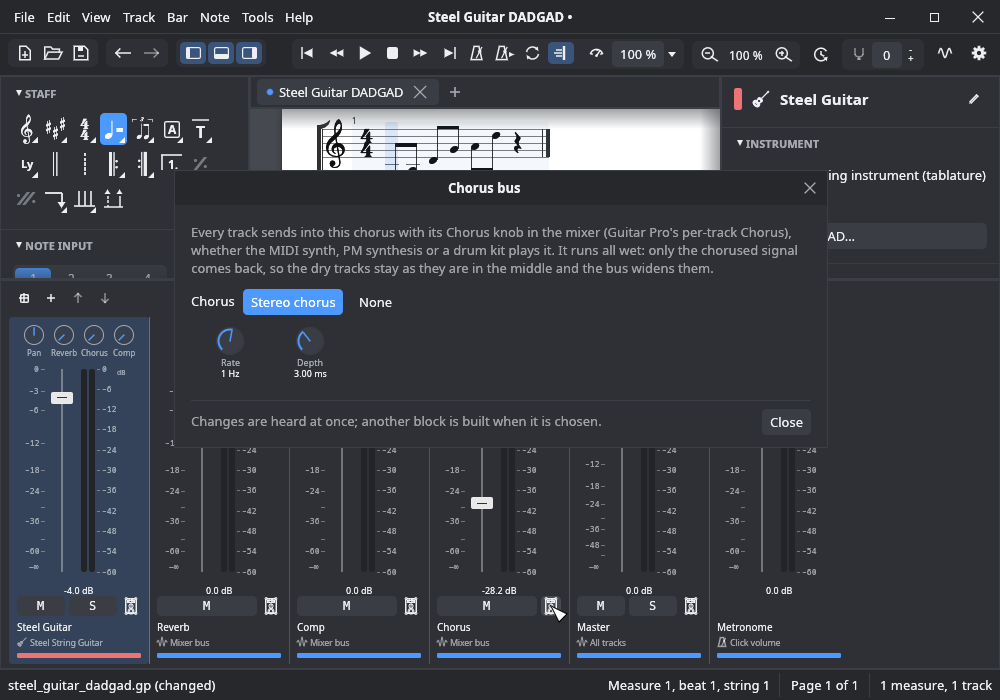 File Edit View Track Bar Note Tools Help
Steel Guitar DADGAD •
100 %
100 %
0
STAFF
Steel Guitar DADGAD
Steel Guitar
INSTRUMENT
ing instrument (tablature)
AD...
NOTE INPUT
1 2 3 4
Chorus bus
Every track sends into this chorus with its Chorus knob in the mixer (Guitar Pro's per-track Chorus),
whether the MIDI synth, PM synthesis or a drum kit plays it. It runs all wet: only the chorused signal
comes back, so the dry tracks stay as they are in the middle and the bus widens them.
Chorus Stereo chorus None
Rate Depth
1 Hz 3.00 ms
Changes are heard at once; another block is built when it is chosen.
Close
Pan Reverb Chorus Comp
-4.0 dB 0.0 dB 0.0 dB -28.2 dB 0.0 dB 0.0 dB
M S M M M M S
Steel Guitar Reverb Comp Chorus Master Metronome
Steel String Guitar Mixer bus Mixer bus Mixer bus All tracks Click volume
steel_guitar_dadgad.gp (changed)
Measure 1, beat 1, string 1 Page 1 of 1 1 measure, 1 track